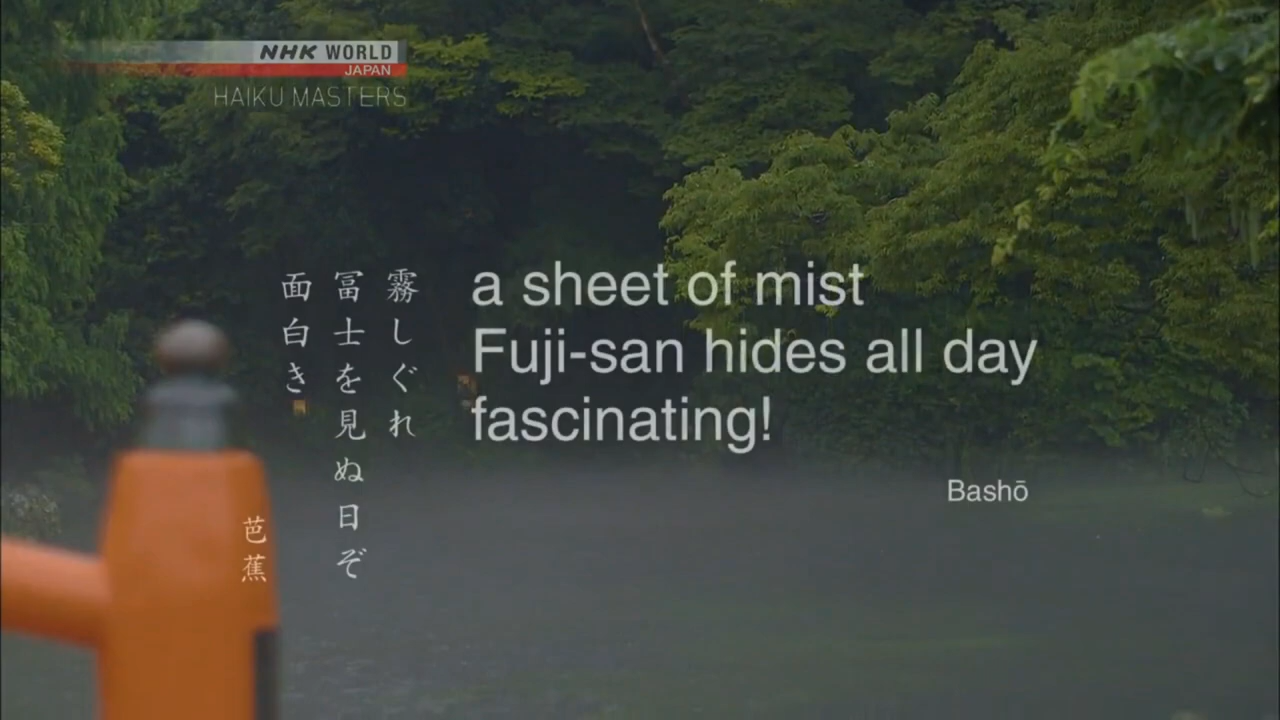 NHK WORLD
JAPAN
HAIKU MASTERS
霧しぐれ
冨士を見ぬ日ぞ
面白き
芭蕉
a sheet of mist
Fuji-san hides all day
fascinating!
Bashō